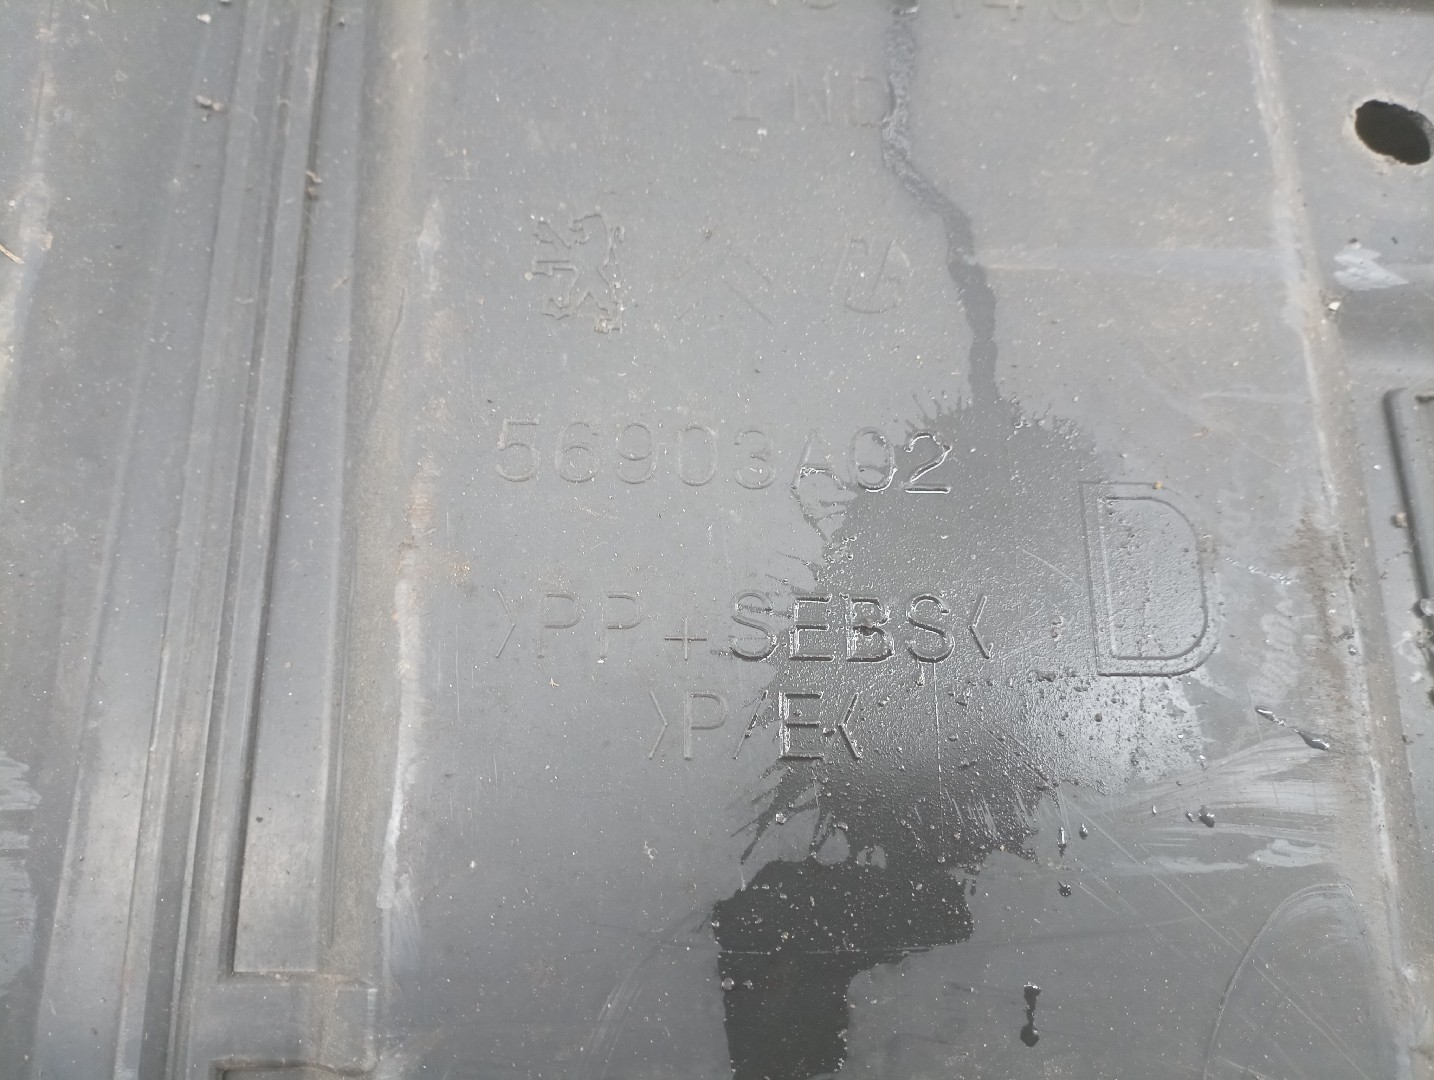 IND
56903A02
>PP+SEBS<
>P/E<
D